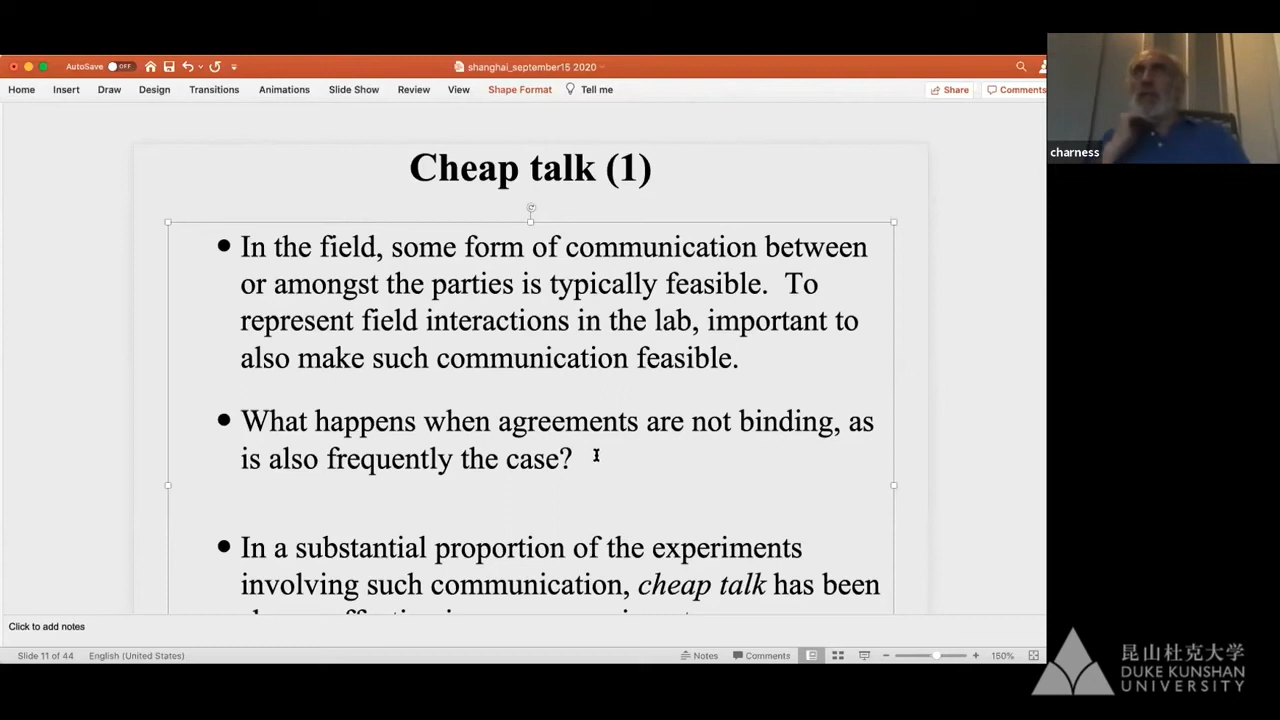 AutoSave OFF
shanghai_september15 2020
Home Insert Draw Design Transitions Animations Slide Show Review View Shape Format Tell me Share Comments
charness
Cheap talk (1)
• In the field, some form of communication between
or amongst the parties is typically feasible. To
represent field interactions in the lab, important to
also make such communication feasible.
• What happens when agreements are not binding, as
is also frequently the case?
• In a substantial proportion of the experiments
involving such communication, cheap talk has been
Click to add notes
Slide 11 of 44 English (United States) Notes Comments 150%
昆山杜克大学
DUKE KUNSHAN
UNIVERSITY